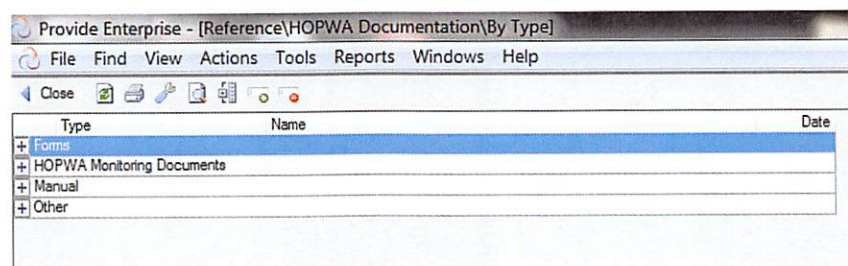 Provide Enterprise - [Reference\HOPWA Documentation\By Type]
File Find View Actions Tools Reports Windows Help
Close
Type Name Date
Forms
HOPWA Monitoring Documents
Manual
Other